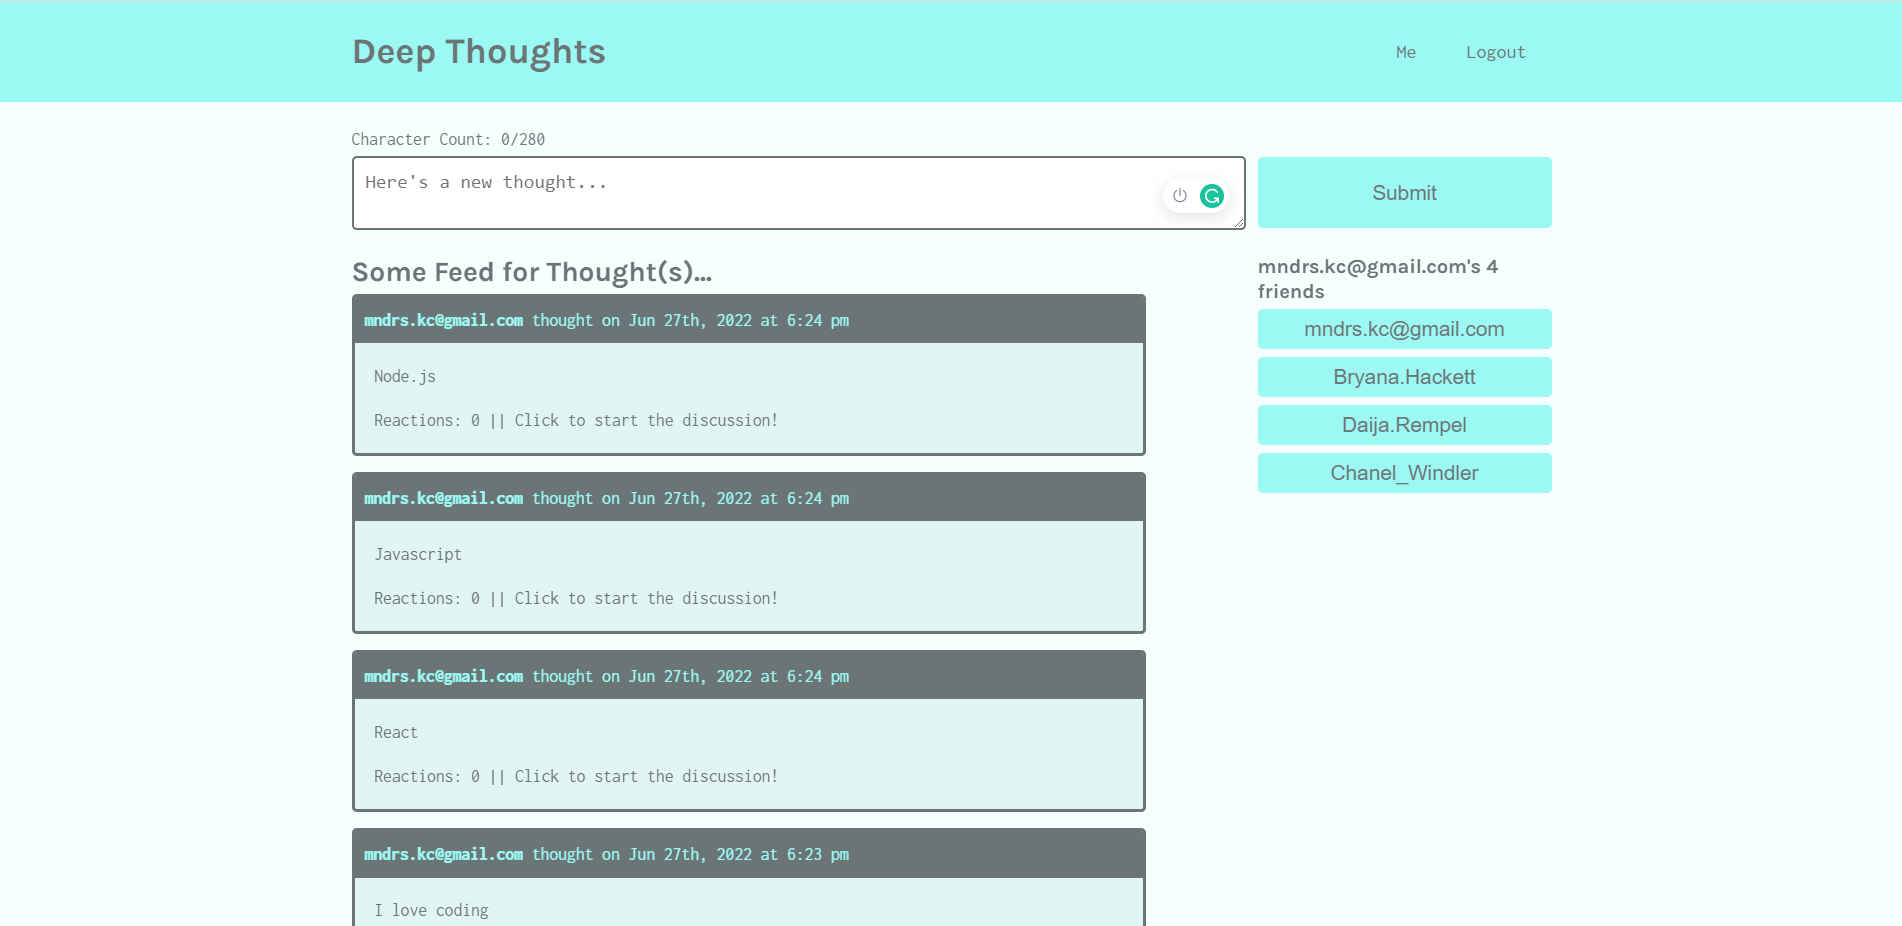 Deep Thoughts
Me
Logout
Character Count: 0/280
Here's a new thought...
Submit
Some Feed for Thought(s)...
mndrs.kc@gmail.com thought on Jun 27th, 2022 at 6:24 pm
Node.js
Reactions: 0 || Click to start the discussion!
mndrs.kc@gmail.com thought on Jun 27th, 2022 at 6:24 pm
Javascript
Reactions: 0 || Click to start the discussion!
mndrs.kc@gmail.com thought on Jun 27th, 2022 at 6:24 pm
React
Reactions: 0 || Click to start the discussion!
mndrs.kc@gmail.com thought on Jun 27th, 2022 at 6:23 pm
I love coding
mndrs.kc@gmail.com's 4
friends
mndrs.kc@gmail.com
Bryana.Hackett
Daija.Rempel
Chanel_Windler